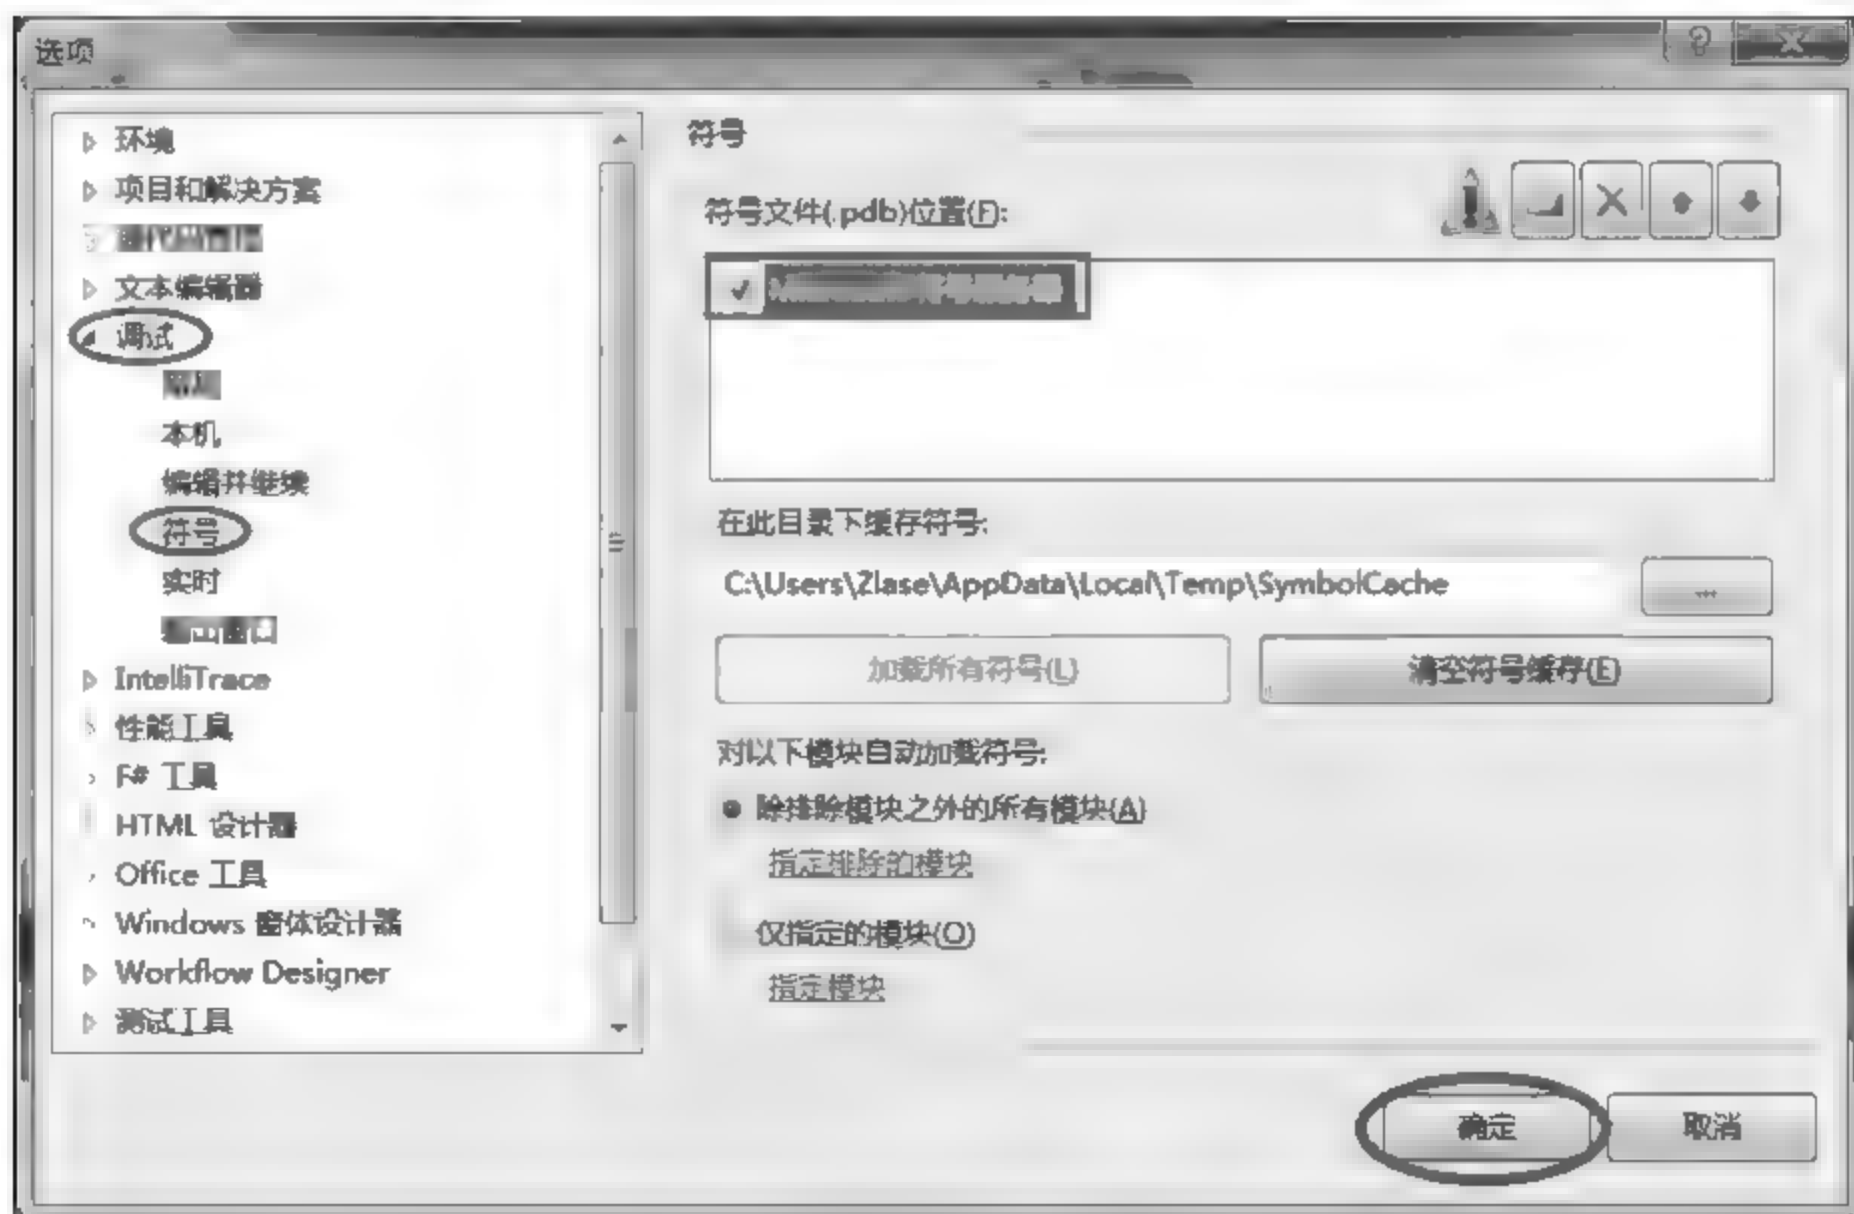 选项
环境
项目和解决方案
文本编辑器
调试
本机
编辑并继续
符号
实时
IntelliTrace
性能工具
F# 工具
HTML 设计器
Office 工具
Windows 窗体设计器
Workflow Designer
测试工具
符号
符号文件(.pdb)位置(F):
在此目录下缓存符号:
C:\Users\Zlase\AppData\Local\Temp\SymbolCache
...
加载所有符号(L)
清空符号缓存(E)
对以下模块自动加载符号:
除排除模块之外的所有模块(A)
指定排除的模块
仅指定的模块(O)
指定模块
确定
取消